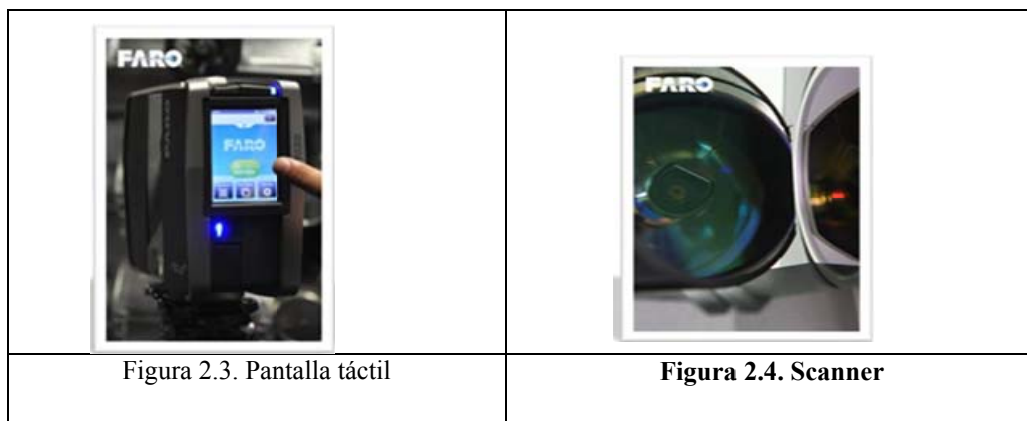 FARO
FARO
Figura 2.3. Pantalla táctil
FARO
Figura 2.4. Scanner